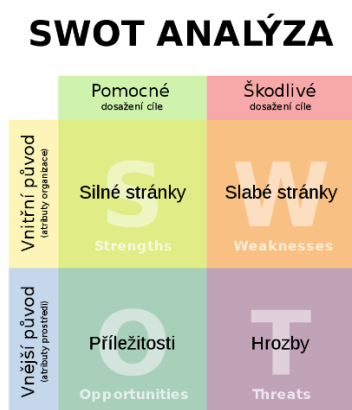 SWOT ANALÝZA
Pomocné
dosažení cíle
Škodlivé
dosažení cíle
Vnitřní původ
(atributy organizace)
S
Silné stránky
Strengths
W
Slabé stránky
Weaknesses
Vnější původ
(atributy prostředí)
O
Příležitosti
Opportunities
T
Hrozby
Threats